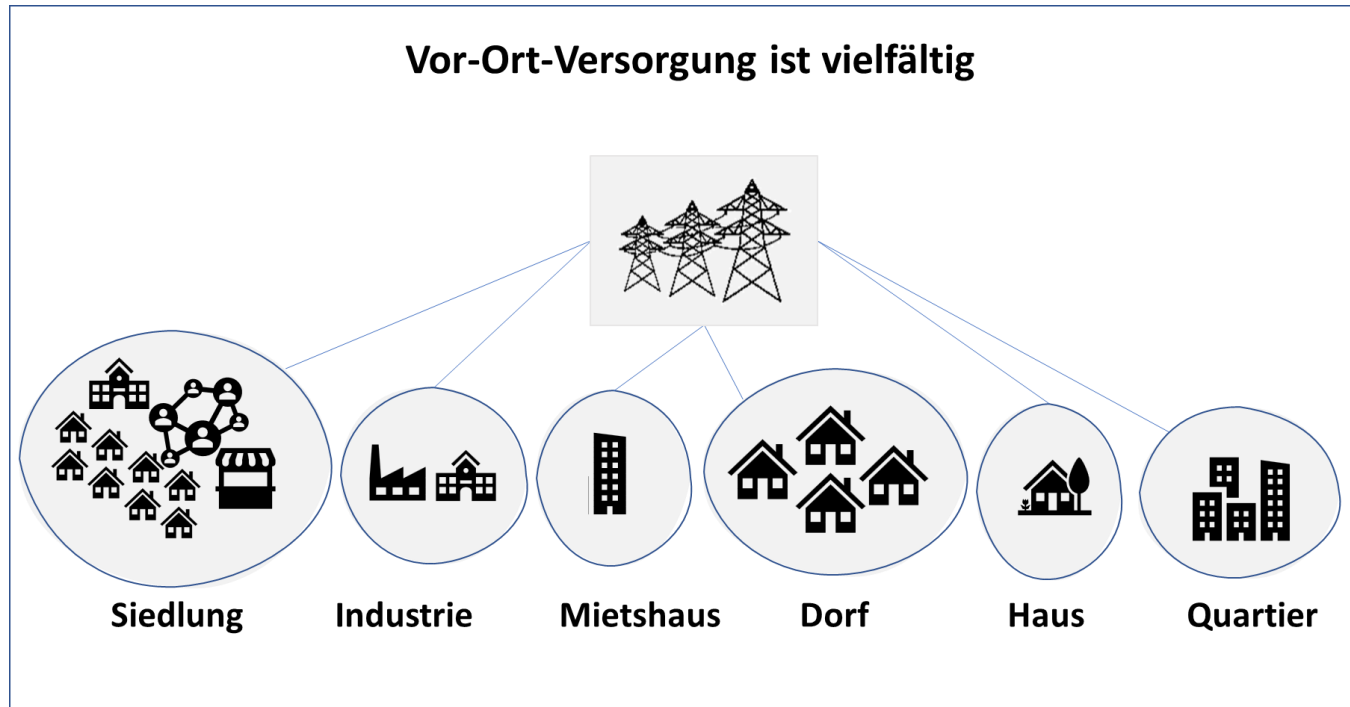 Vor-Ort-Versorgung ist vielfältig
Siedlung
Industrie
Mietshaus
Dorf
Haus
Quartier